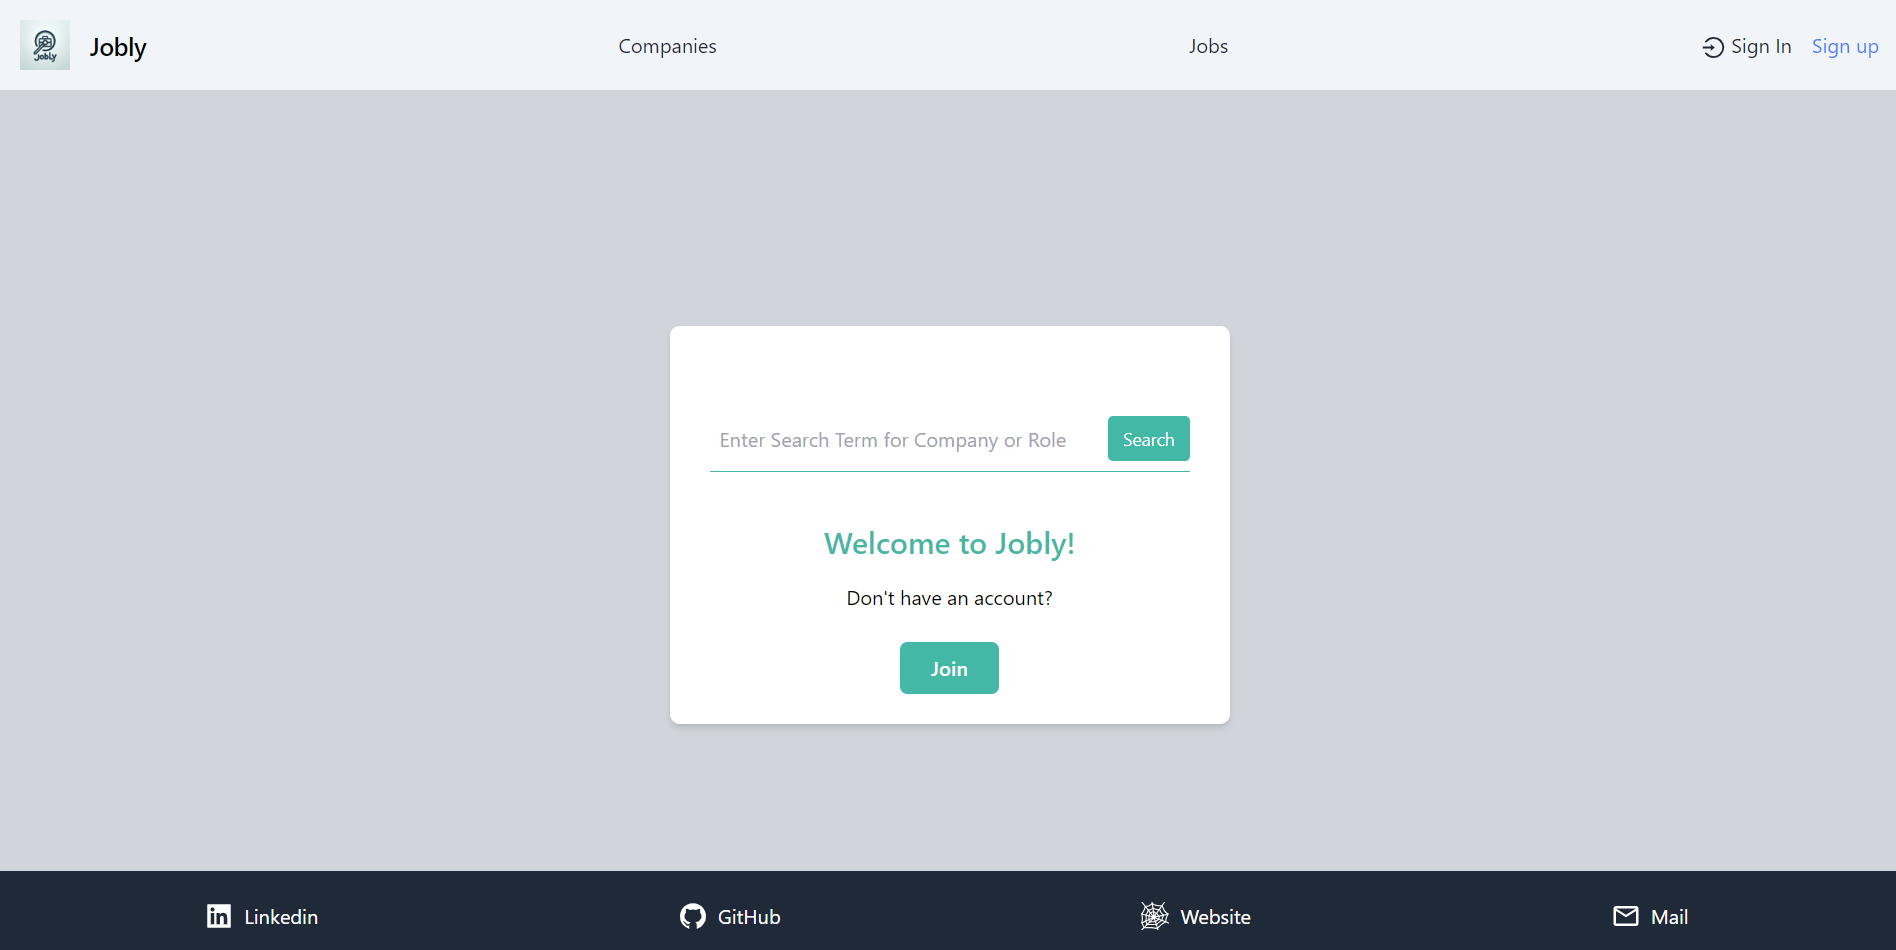 Jobly
Jobly
Companies
Jobs
Sign In
Sign up
Enter Search Term for Company or Role
Search
Welcome to Jobly!
Don't have an account?
Join
in
Linkedin
GitHub
Website
Mail